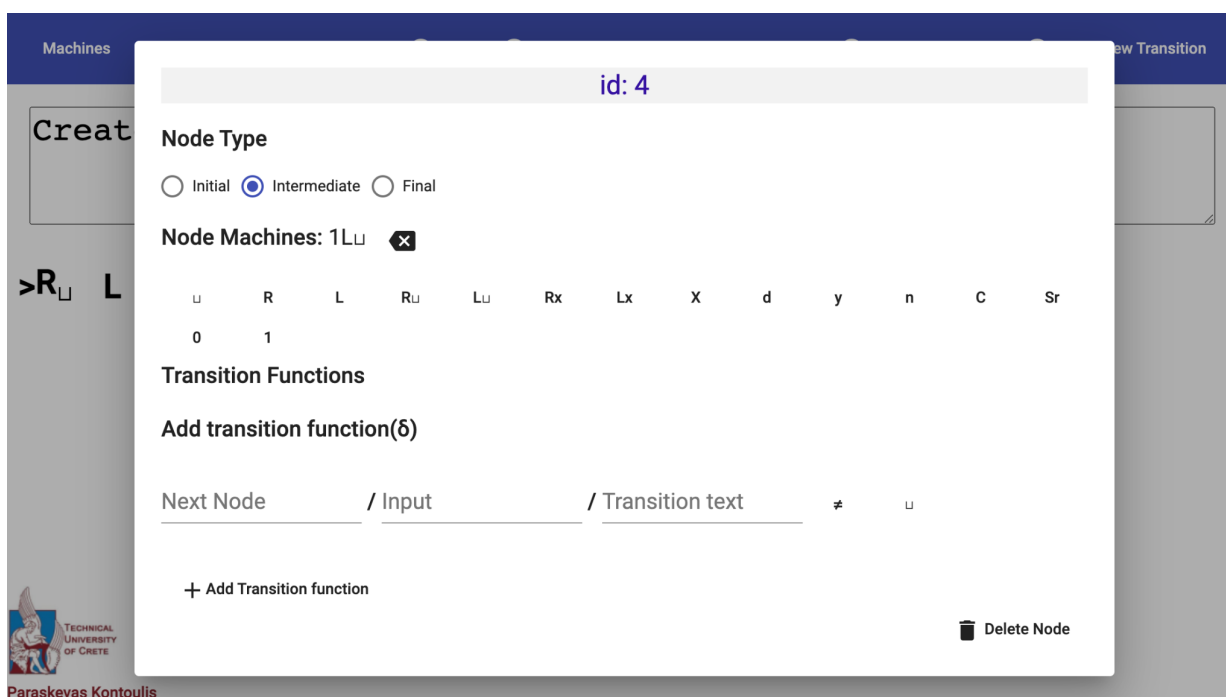 Machines
ew Transition
id: 4
Creat
Node Type
Initial Intermediate Final
Node Machines: 1L⊔
>R⊔ L
⊔ R L R⊔ L⊔ Rx Lx X d y n C Sr
0 1
Transition Functions
Add transition function(δ)
Next Node / Input / Transition text ≠ ⊔
+ Add Transition function
Delete Node
TECHNICAL
UNIVERSITY
OF CRETE
Paraskevas Kontoulis